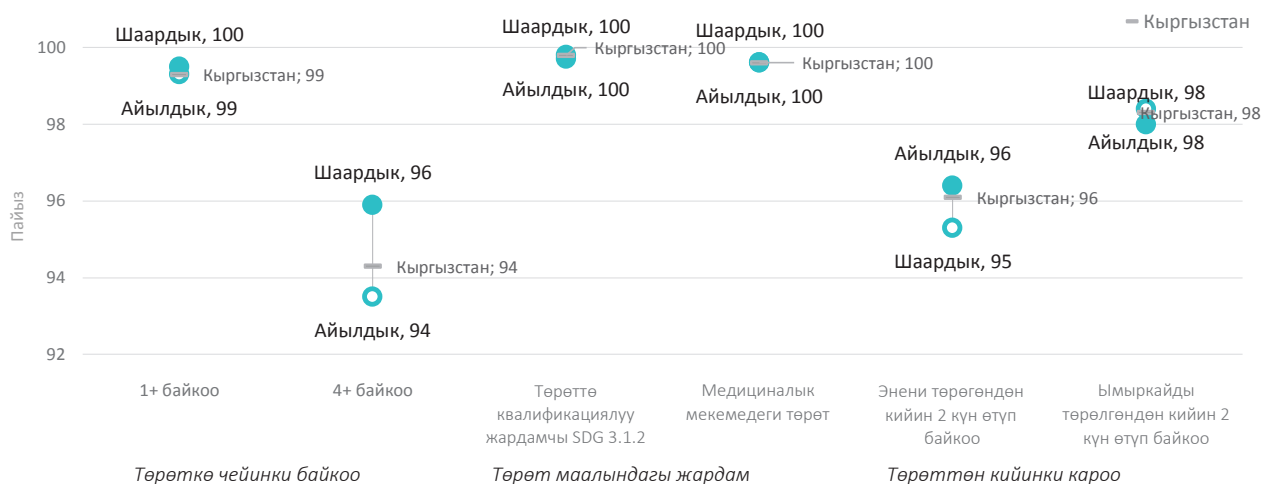 Кыргызстан
Пайыз
100
98
96
94
92
Шаардык, 100
Кыргызстан; 99
Айылдык, 99
Шаардык, 96
Кыргызстан; 94
Айылдык, 94
Шаардык, 100
Кыргызстан; 100
Айылдык, 100
Шаардык, 100
Кыргызстан; 100
Айылдык, 100
Айылдык, 96
Кыргызстан; 96
Шаардык, 95
Шаардык, 98
Кыргызстан, 98
Айылдык, 98
1+ байкоо
4+ байкоо
Төрөттө
квалификациялуу
жардамчы SDG 3.1.2
Медициналык
мекемедеги төрөт
Энени төрөгөндөн
кийин 2 күн өтүп
байкоо
Ымыркайды
төрөлгөндөн кийин 2
күн өтүп байкоо
Төрөткө чейинки байкоо
Төрөт маалындагы жардам
Төрөттөн кийинки кароо